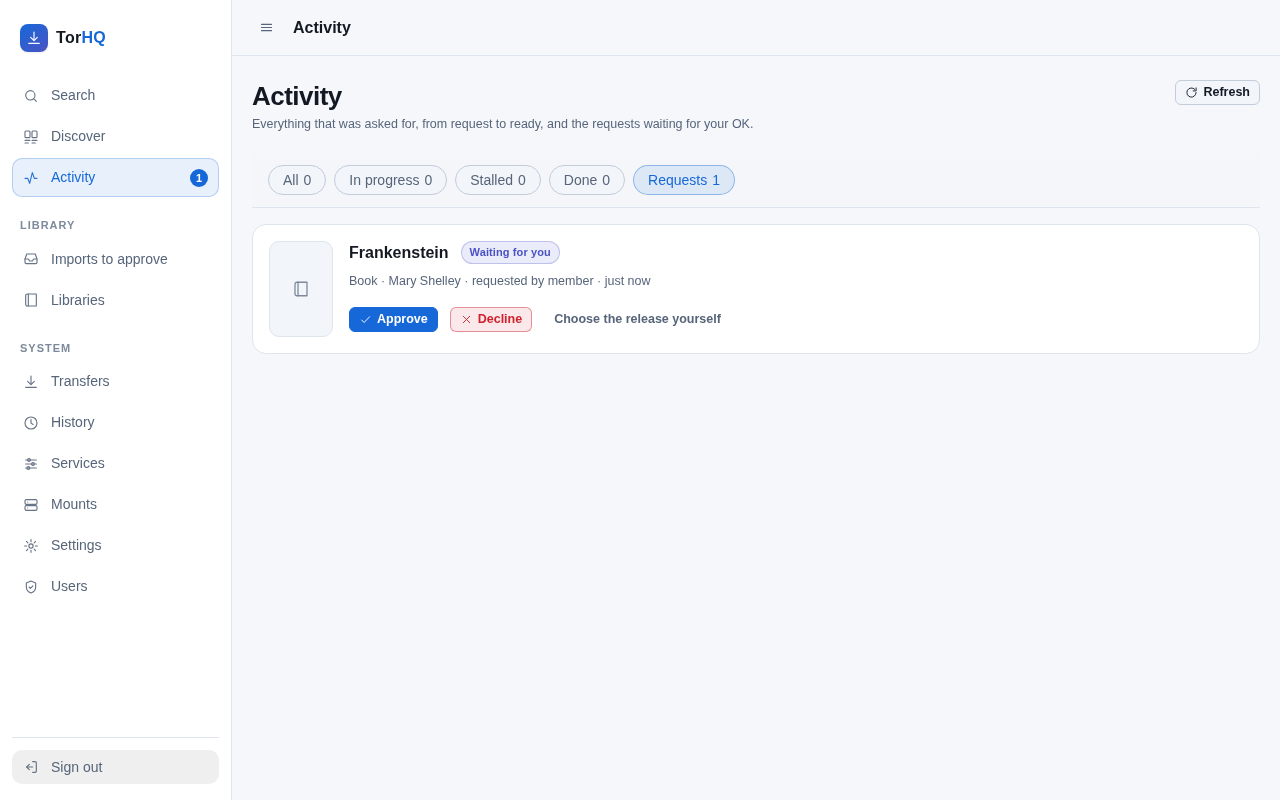 TorHQ
Search
Discover
Activity 1
LIBRARY
Imports to approve
Libraries
SYSTEM
Transfers
History
Services
Mounts
Settings
Users
Sign out
Activity
Activity
Refresh
Everything that was asked for, from request to ready, and the requests waiting for your OK.
All 0 In progress 0 Stalled 0 Done 0 Requests 1
Frankenstein Waiting for you
Book · Mary Shelley · requested by member · just now
Approve Decline Choose the release yourself